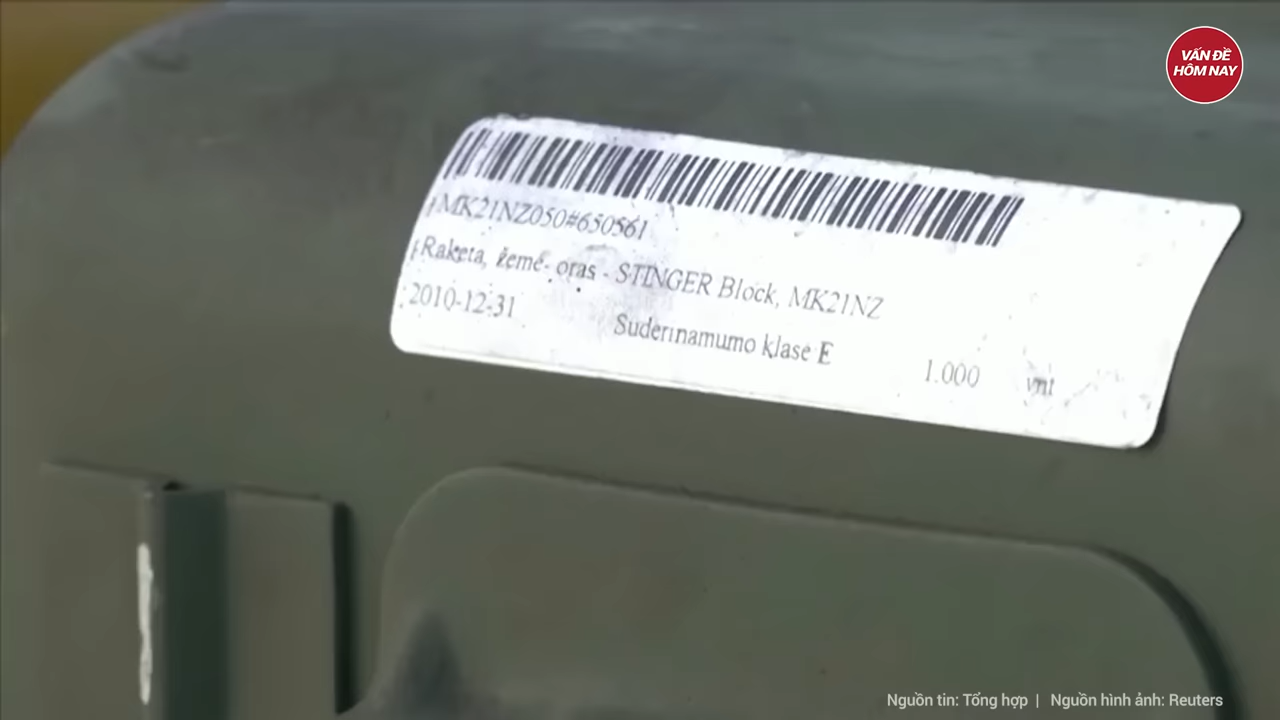 VẤN ĐỀ
HÔM NAY
MK21NZ050#650561
Raketa, žemė- oras - STINGER Block, MK21NZ
2010-12-31
Suderinamumo klase E
1.000 vnt
Nguồn tin: Tổng hợp | Nguồn hình ảnh: Reuters